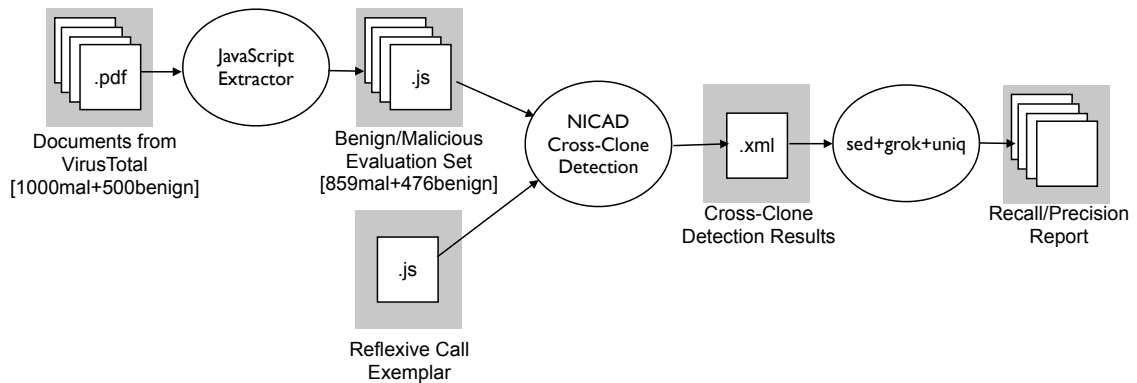 .pdf
Documents from
VirusTotal
[1000mal+500benign]
JavaScript
Extractor
.js
Benign/Malicious
Evaluation Set
[859mal+476benign]
.js
Reflexive Call
Exemplar
NICAD
Cross-Clone
Detection
.xml
Cross-Clone
Detection Results
sed+grok+uniq
Recall/Precision
Report